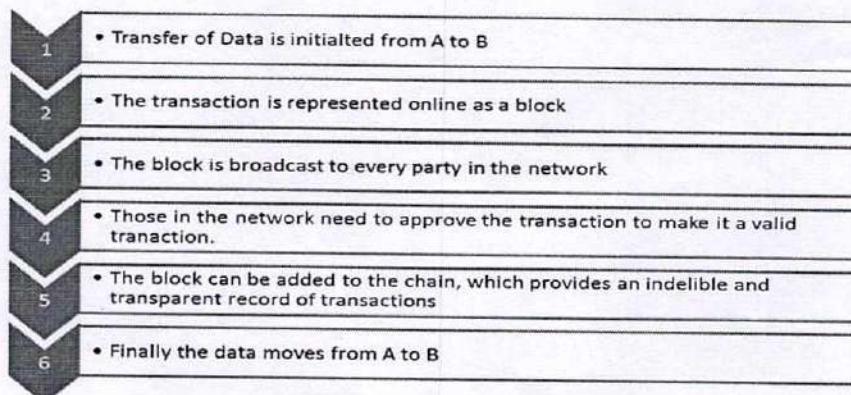 1
• Transfer of Data is initialted from A to B
2
• The transaction is represented online as a block
3
• The block is broadcast to every party in the network
4
• Those in the network need to approve the transaction to make it a valid
tranaction.
5
• The block can be added to the chain, which provides an indelible and
transparent record of transactions
6
• Finally the data moves from A to B